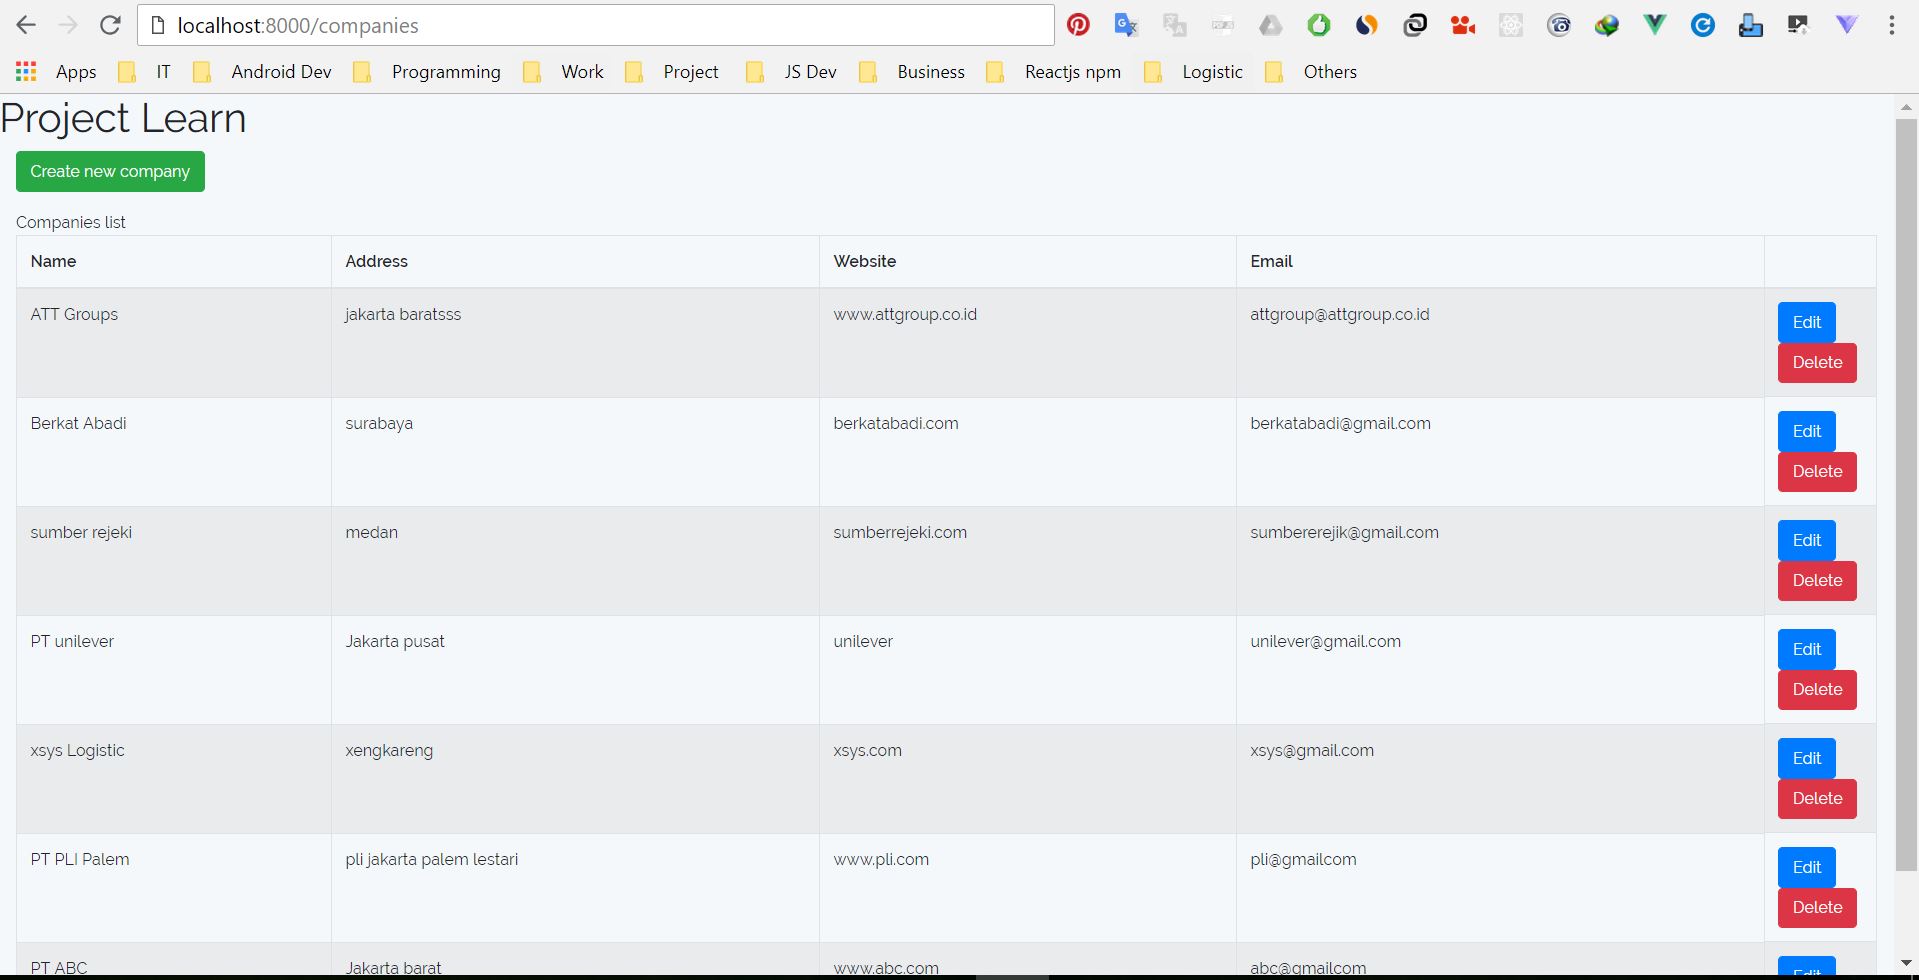 localhost:8000/companies
Apps IT Android Dev Programming Work Project JS Dev Business Reactjs npm Logistic Others
Project Learn
Create new company
Companies list
Name Address Website Email
ATT Groups jakarta baratsss www.attgroup.co.id attgroup@attgroup.co.id Edit
Delete
Berkat Abadi surabaya berkatabadi.com berkatabadi@gmail.com Edit
Delete
sumber rejeki medan sumberrejeki.com sumbererejik@gmail.com Edit
Delete
PT unilever Jakarta pusat unilever unilever@gmail.com Edit
Delete
xsys Logistic xengkareng xsys.com xsys@gmail.com Edit
Delete
PT PLI Palem pli jakarta palem lestari www.pli.com pli@gmailcom Edit
Delete
PT ABC Jakarta barat www.abc.com abc@gmailcom Edit